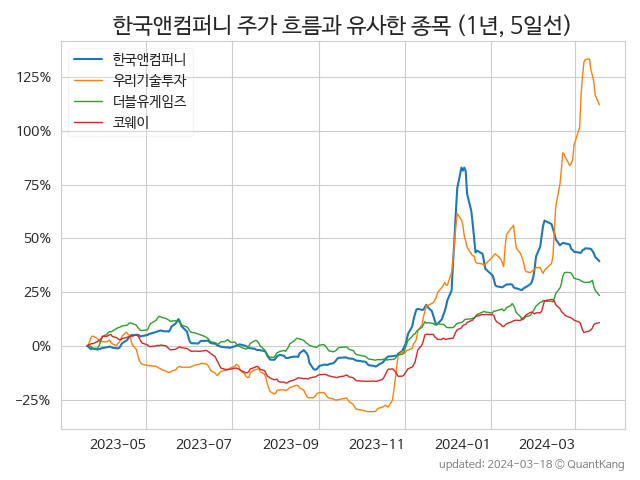 한국앤컴퍼니 주가 흐름과 유사한 종목 (1년, 5일선)
한국앤컴퍼니
우리기술투자
더블유게임즈
코웨이
125%
100%
75%
50%
25%
0%
−25%
2023-05 2023-07 2023-09 2023-11 2024-01 2024-03
updated: 2024-03-18 © QuantKang